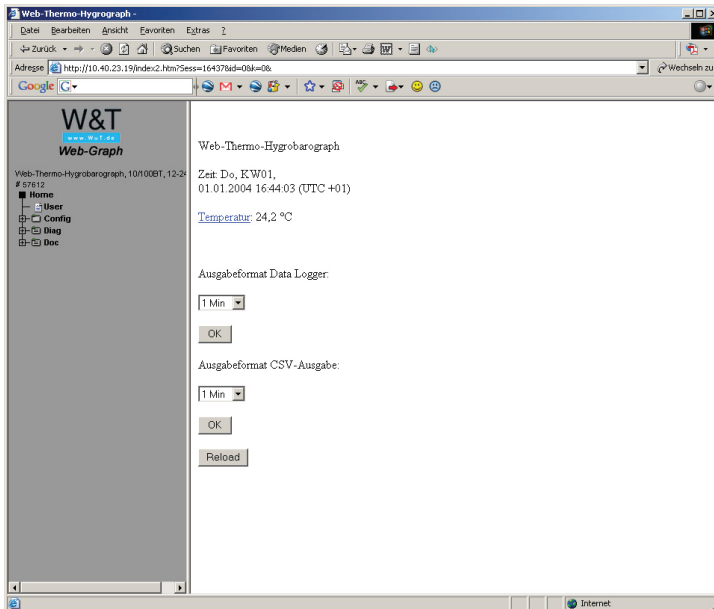 Web-Thermo-Hygrograph -
Datei Bearbeiten Ansicht Favoriten Extras ?
Zurück Suchen Favoriten Medien
Adresse http://10.40.23.19/index2.htm?Sess=16437&id=0&k=0& Wechseln zu
Google G
W&T
www.WuT.de
Web-Graph
Web-Thermo-Hygrobarograph, 10/100BT, 12-24
# 57612
Home
User
Config
Diag
Doc
Web-Thermo-Hygrobarograph
Zeit: Do, KW01,
01.01.2004 16:44:03 (UTC +01)
Temperatur: 24,2 °C
Ausgabeformat Data Logger:
1 Min
OK
Ausgabeformat CSV-Ausgabe:
1 Min
OK
Reload
Internet